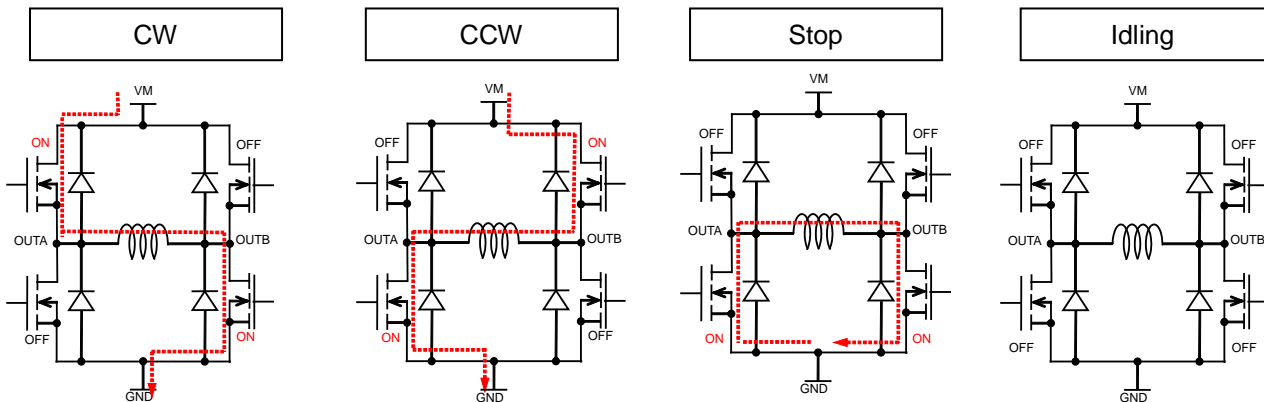 CW
CCW
Stop
Idling
VM
ON
OFF
OUTA
OUTB
OFF
ON
GND
VM
OFF
ON
OUTA
OUTB
ON
OFF
GND
VM
OFF
OFF
OUTA
OUTB
ON
ON
GND
VM
OFF
OFF
OUTA
OUTB
OFF
OFF
GND